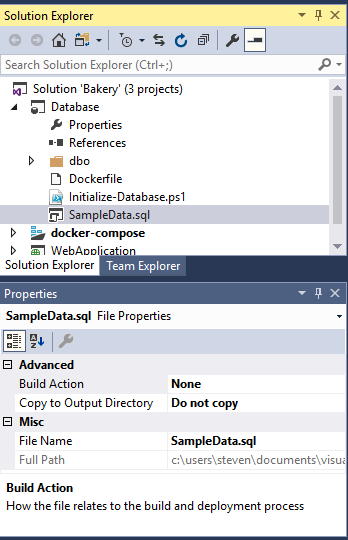 Solution Explorer
Search Solution Explorer (Ctrl+;)
Solution 'Bakery' (3 projects)
Database
Properties
References
dbo
Dockerfile
Initialize-Database.ps1
SampleData.sql
docker-compose
WebApplication
Solution Explorer Team Explorer
Properties
SampleData.sql File Properties
Advanced
Build Action None
Copy to Output Directory Do not copy
Misc
File Name SampleData.sql
Full Path c:\users\steven\documents\visua
Build Action
How the file relates to the build and deployment process